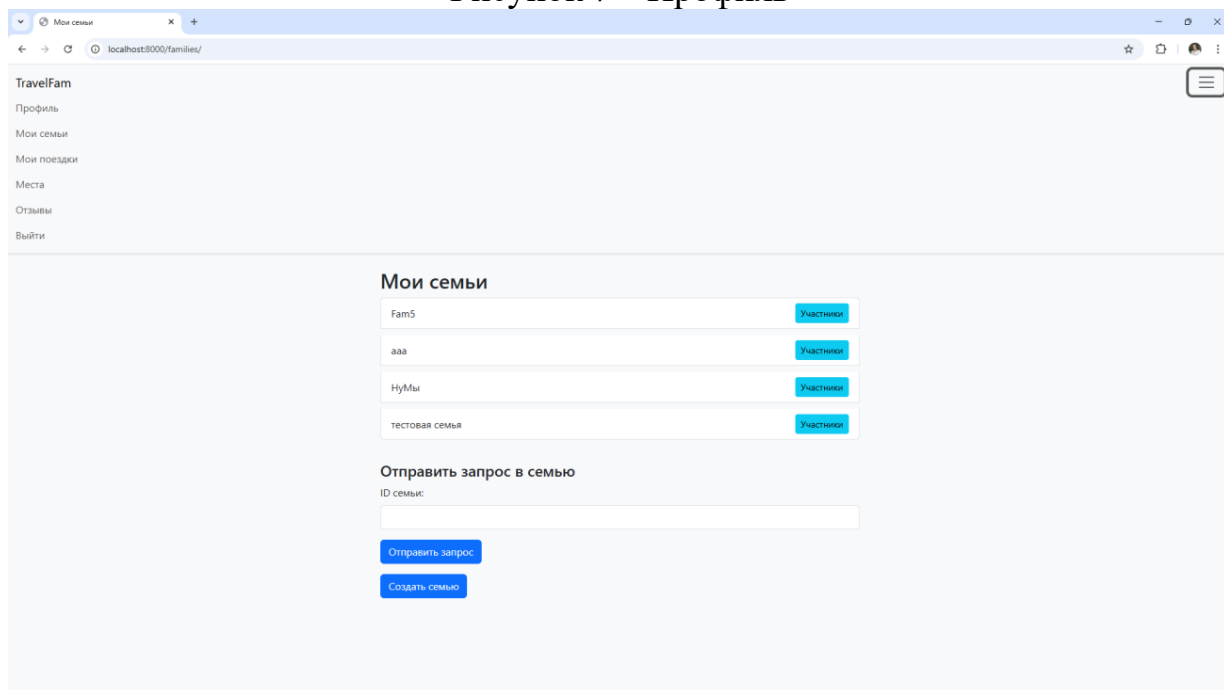 Мои семьи
localhost:8000/families/
TravelFam
Профиль
Мои семьи
Мои поездки
Места
Отзывы
Выйти
Мои семьи
Fam5 Участники
aaa Участники
НуМы Участники
тестовая семья Участники
Отправить запрос в семью
ID семьи:
Отправить запрос
Создать семью